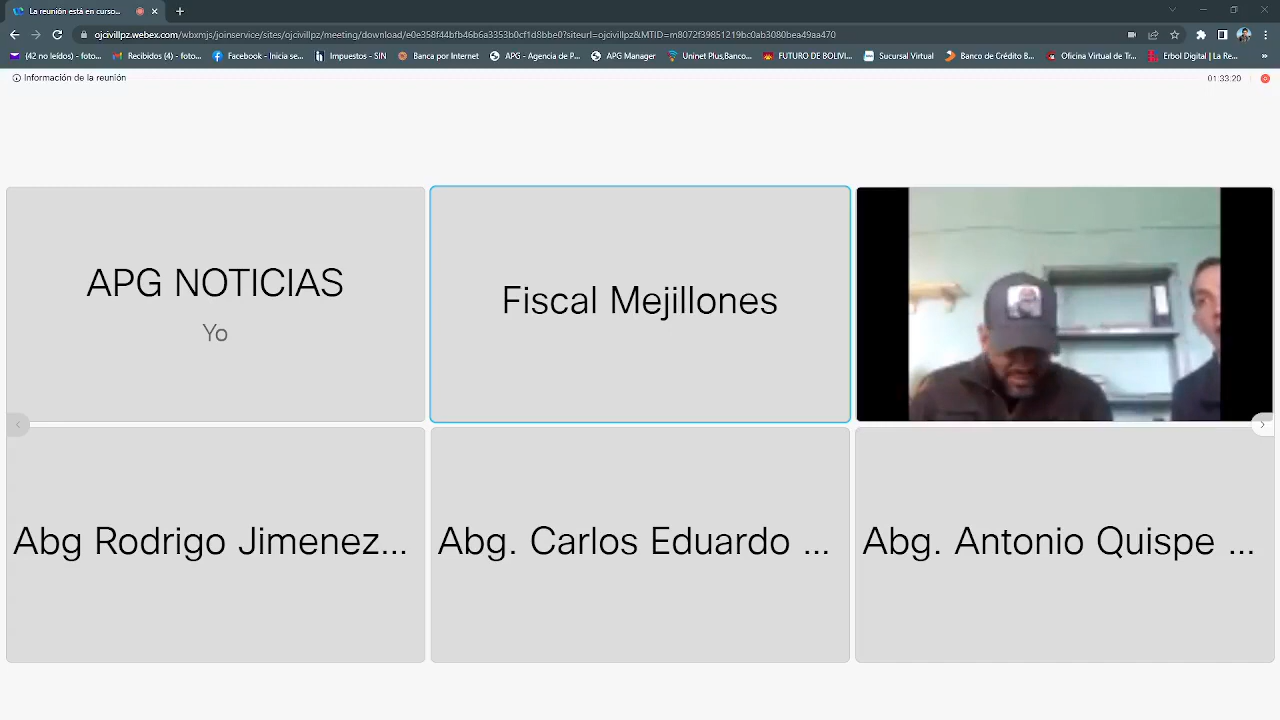 La reunión está en curso...
ojcivillpz.webex.com/wbxmjs/joinservice/sites/ojcivillpz/meeting/download/e0e358f44bfb46b6a3353d0cf1d8bbe0?siteurl=ojcivillpz&MTID=m8072f39851219bc0ab3080bea49aa470
(42 no leídos) - foto... Recibidos (4) - foto... Facebook - Inicia se... Impuestos - SIN Banca por Internet APG - Agencia de P... APG Manager Uninet Plus,Banco... FUTURO DE BOLIVI... Sucursal Virtual Banco de Crédito B... Oficina Virtual de Tr... Erbol Digital | La Re... »
Información de la reunión 01:33:20
APG NOTICIAS
Yo
Fiscal Mejillones
Abg Rodrigo Jimenez... Abg. Carlos Eduardo ... Abg. Antonio Quispe ...